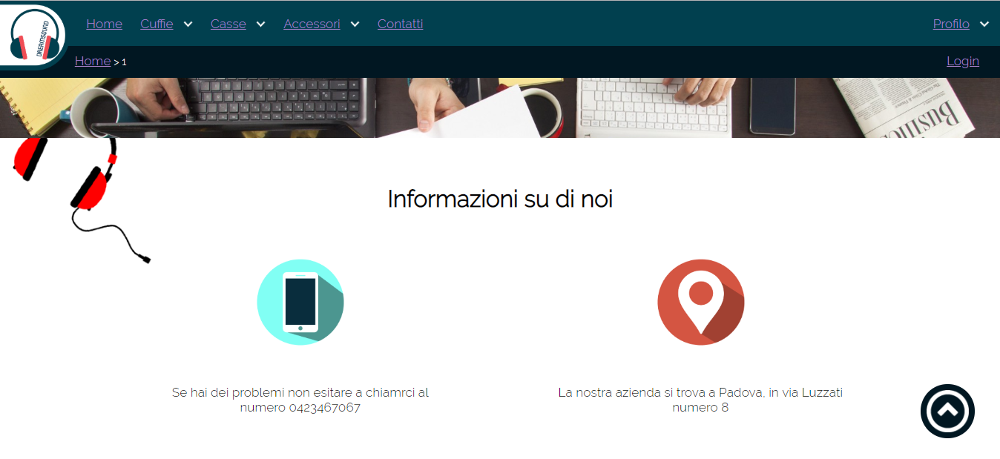 DREAMSOUND
Home Cuffie Casse Accessori Contatti Profilo
Home > 1 Login
Informazioni su di noi
Se hai dei problemi non esitare a chiamrci al
numero 0423467067
La nostra azienda si trova a Padova, in via Luzzati
numero 8